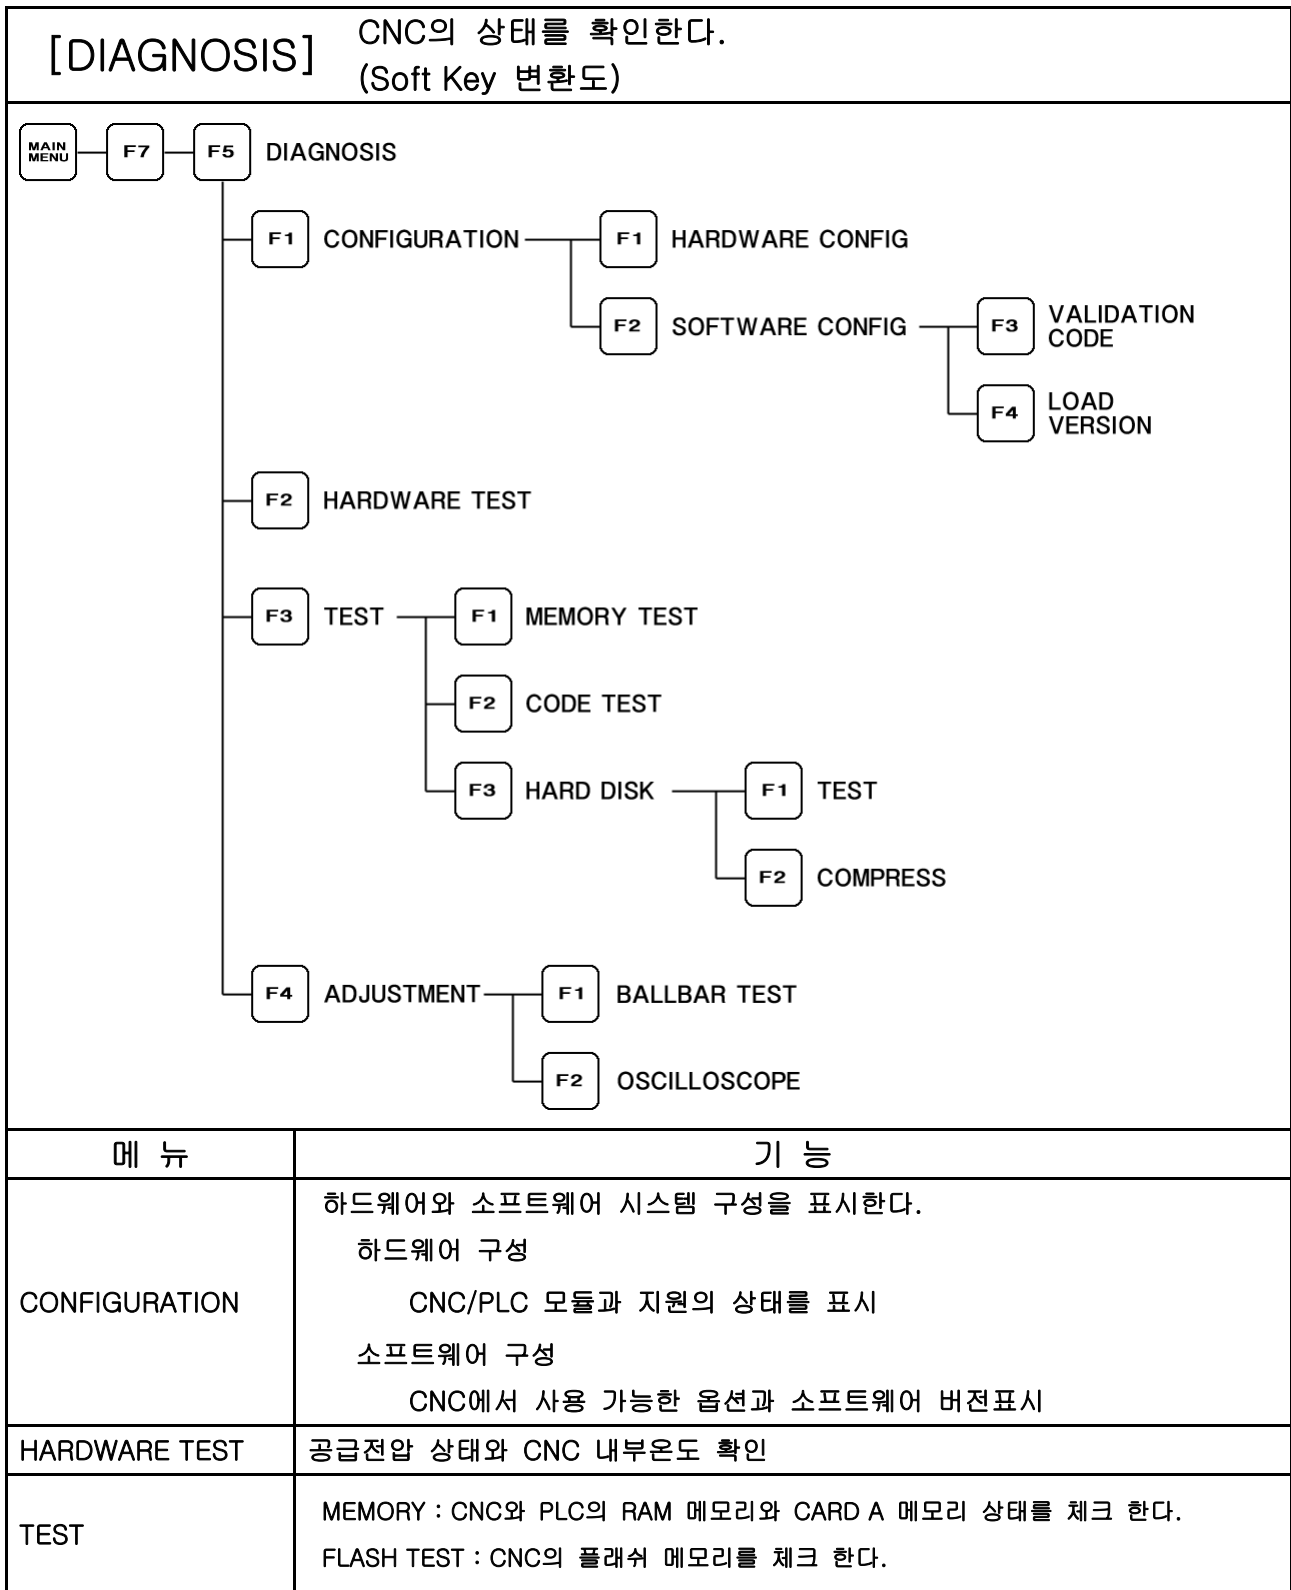 [DIAGNOSIS] CNC의 상태를 확인한다.
(Soft Key 변환도)
MAIN MENU F7 F5 DIAGNOSIS
F1 CONFIGURATION F1 HARDWARE CONFIG
F2 SOFTWARE CONFIG F3 VALIDATION CODE
F4 LOAD VERSION
F2 HARDWARE TEST
F3 TEST F1 MEMORY TEST
F2 CODE TEST
F3 HARD DISK F1 TEST
F2 COMPRESS
F4 ADJUSTMENT F1 BALLBAR TEST
F2 OSCILLOSCOPE
메 뉴 기 능
CONFIGURATION
하드웨어와 소프트웨어 시스템 구성을 표시한다.
하드웨어 구성
CNC/PLC 모듈과 지원의 상태를 표시
소프트웨어 구성
CNC에서 사용 가능한 옵션과 소프트웨어 버전표시
HARDWARE TEST 공급전압 상태와 CNC 내부온도 확인
TEST
MEMORY : CNC와 PLC의 RAM 메모리와 CARD A 메모리 상태를 체크 한다.
FLASH TEST : CNC의 플래쉬 메모리를 체크 한다.